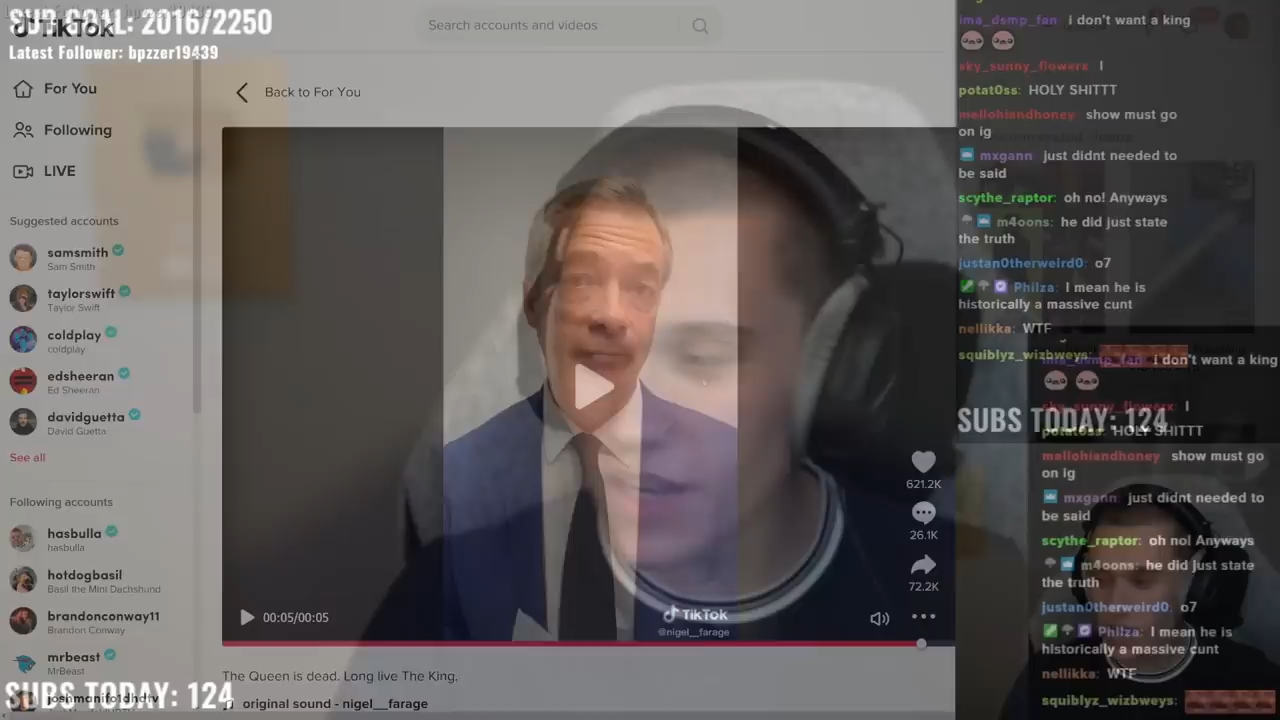 SUB GOAL: 2016/2250
TikTok
Latest Follower: bpzzer19439
Search accounts and videos
For You
Following
LIVE
Suggested accounts
samsmith
Sam Smith
taylorswift
Taylor Swift
coldplay
coldplay
edsheeran
Ed Sheeran
davidguetta
David Guetta
See all
Following accounts
hasbulla
hasbulla
hotdogbasil
Basil the Mini Dachshund
brandonconway11
Brandon Conway
mrbeast
MrBeast
SUBS TODAY: 124
Back to For You
621.2K
26.1K
72.2K
00:05/00:05
TikTok
@nigel__farage
The Queen is dead. Long live The King.
original sound - nigel__farage
ima_dsmp_fan: i don't want a king
sky_sunny_flowerx: I
potat0ss: HOLY SHITTT
mellohiandhoney: show must go
on ig
mxgann: just didnt needed to
be said
scythe_raptor: oh no! Anyways
m4oons: he did just state
the truth
justan0therweird0: o7
Philza: I mean he is
historically a massive cunt
nellikka: WTF
squiblyz_wizbweys:
SUBS TODAY: 124
ima_dsmp_fan: i don't want a king
sky_sunny_flowerx: I
potat0ss: HOLY SHITTT
mellohiandhoney: show must go
on ig
mxgann: just didnt needed to
be said
scythe_raptor: oh no! Anyways
m4oons: he did just state
the truth
justan0therweird0: o7
Philza: I mean he is
historically a massive cunt
nellikka: WTF
squiblyz_wizbweys: